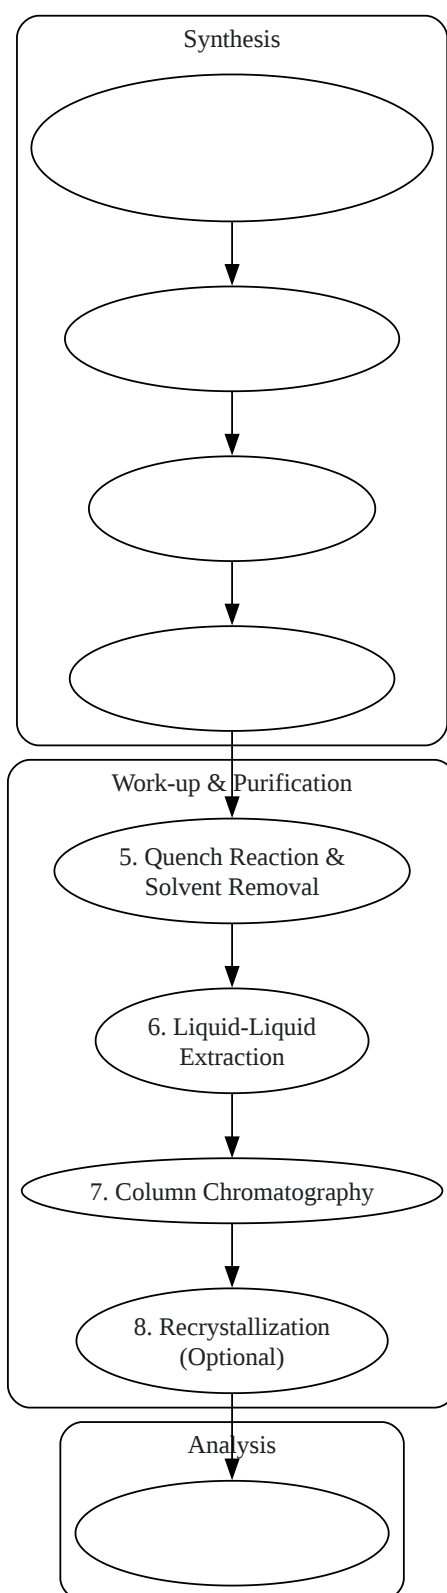 Synthesis
Work-up & Purification
5. Quench Reaction &
Solvent Removal
6. Liquid-Liquid
Extraction
7. Column Chromatography
8. Recrystallization
(Optional)
Analysis